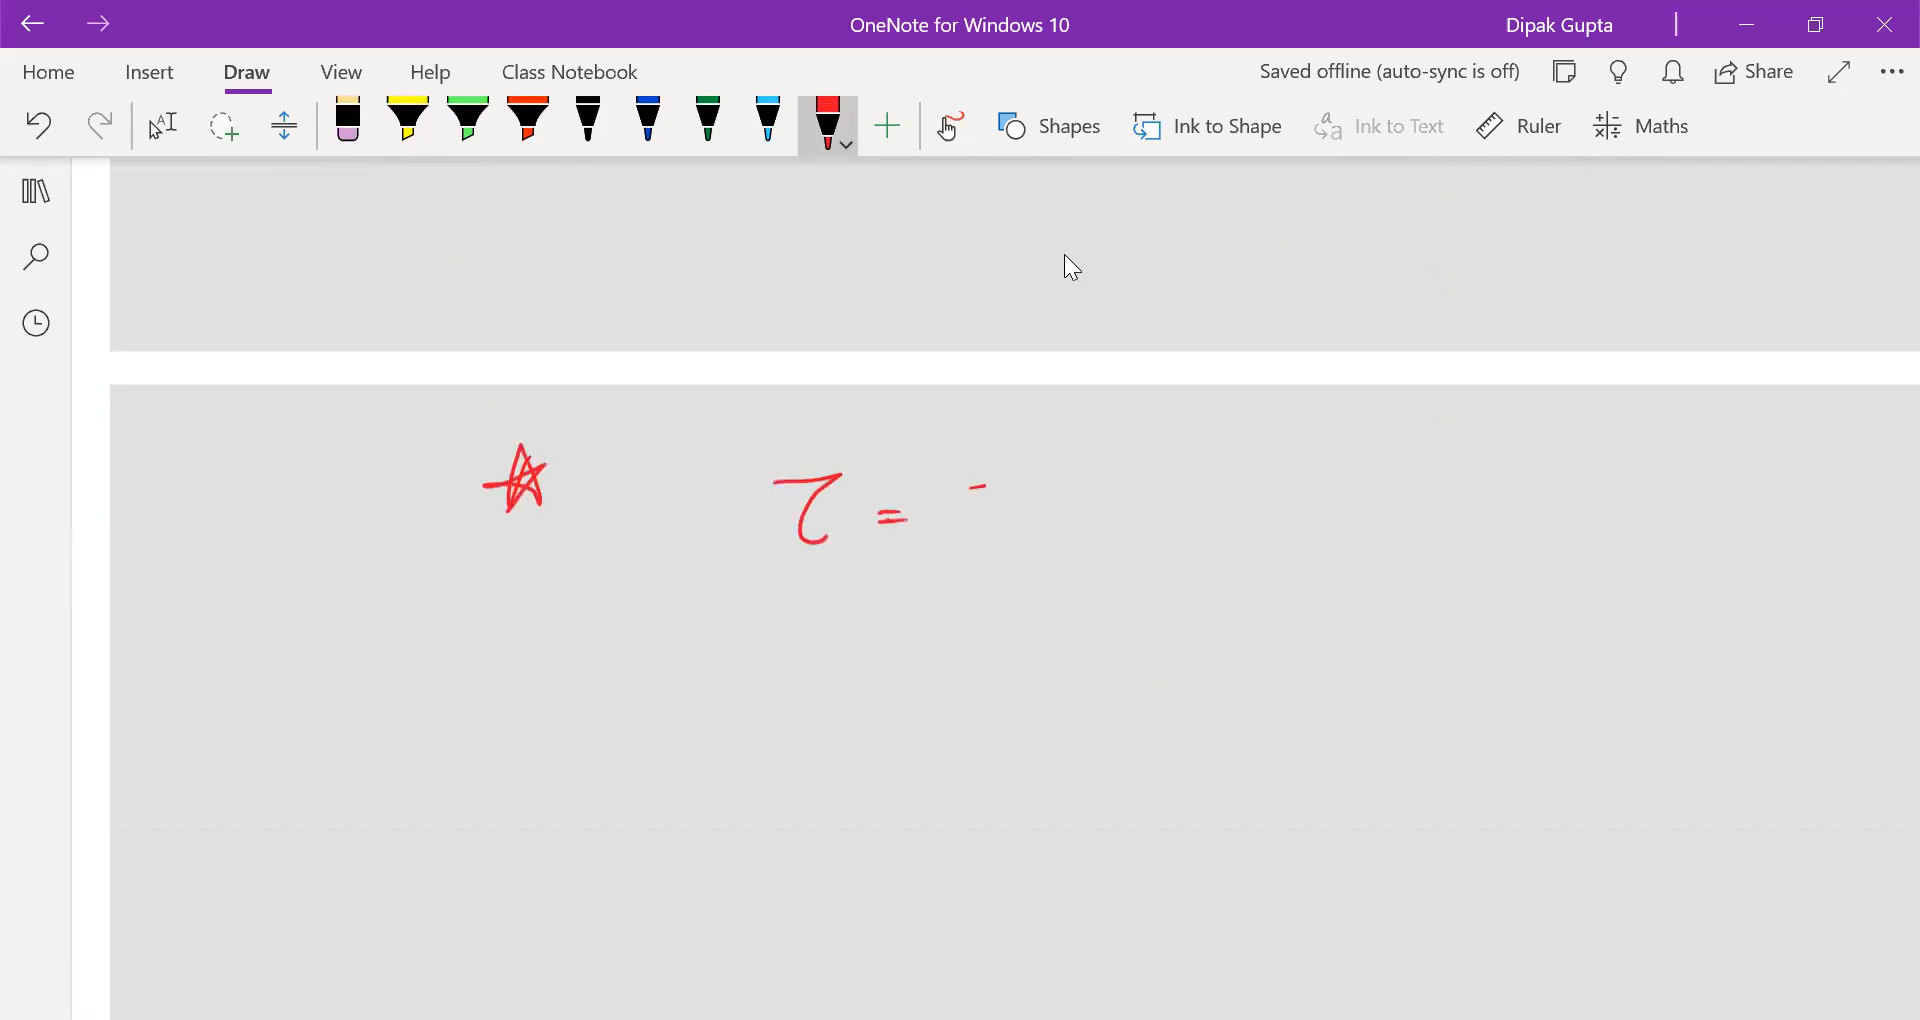 OneNote for Windows 10 Dipak Gupta
Home Insert Draw View Help Class Notebook Saved offline (auto-sync is off) Share
Shapes Ink to Shape Ink to Text Ruler Maths
τ = -